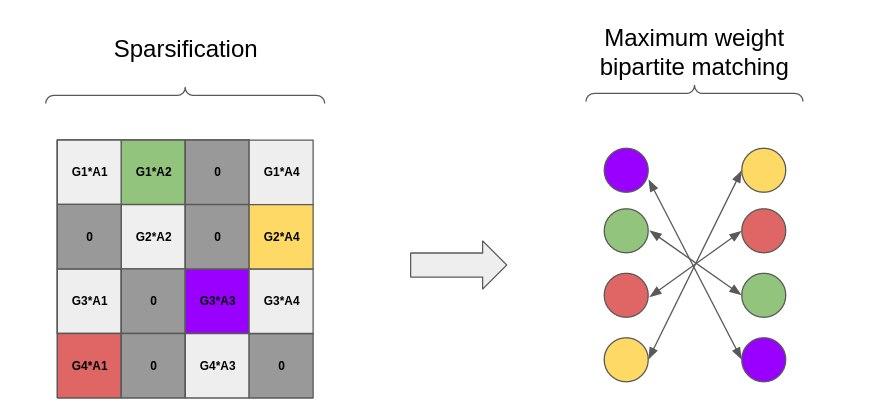 Sparsification
Maximum weight
bipartite matching
G1*A1 G1*A2 0 G1*A4
0 G2*A2 0 G2*A4
G3*A1 0 G3*A3 G3*A4
G4*A1 0 G4*A3 0